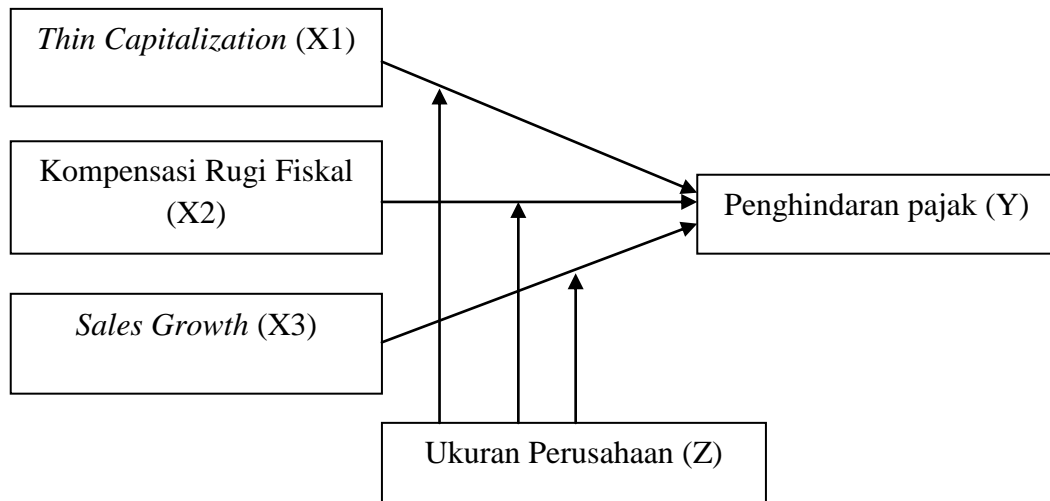 Thin Capitalization (X1)
Kompensasi Rugi Fiskal
(X2)
Penghindaran pajak (Y)
Sales Growth (X3)
Ukuran Perusahaan (Z)